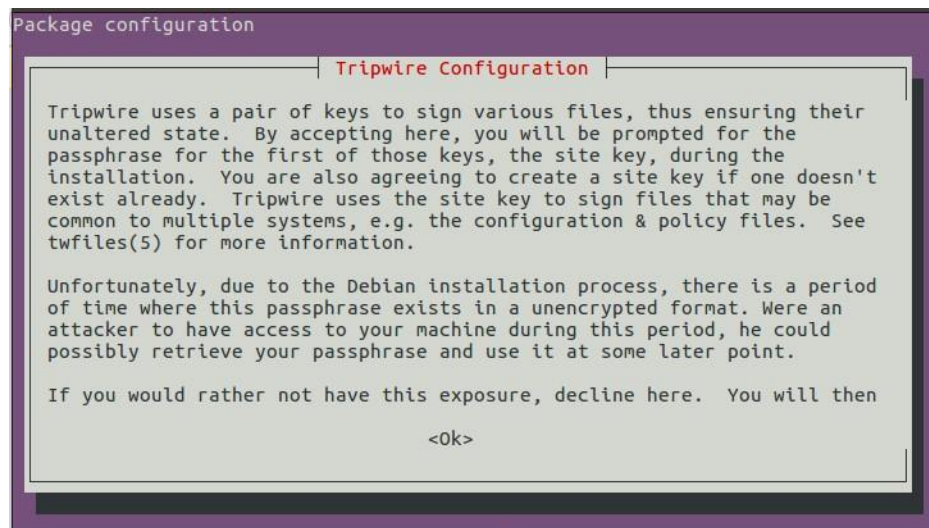 Package configuration
Tripwire Configuration
Tripwire uses a pair of keys to sign various files, thus ensuring their
unaltered state.  By accepting here, you will be prompted for the
passphrase for the first of those keys, the site key, during the
installation.  You are also agreeing to create a site key if one doesn't
exist already.  Tripwire uses the site key to sign files that may be
common to multiple systems, e.g. the configuration & policy files.  See
twfiles(5) for more information.
Unfortunately, due to the Debian installation process, there is a period
of time where this passphrase exists in a unencrypted format. Were an
attacker to have access to your machine during this period, he could
possibly retrieve your passphrase and use it at some later point.
If you would rather not have this exposure, decline here.  You will then
<Ok>